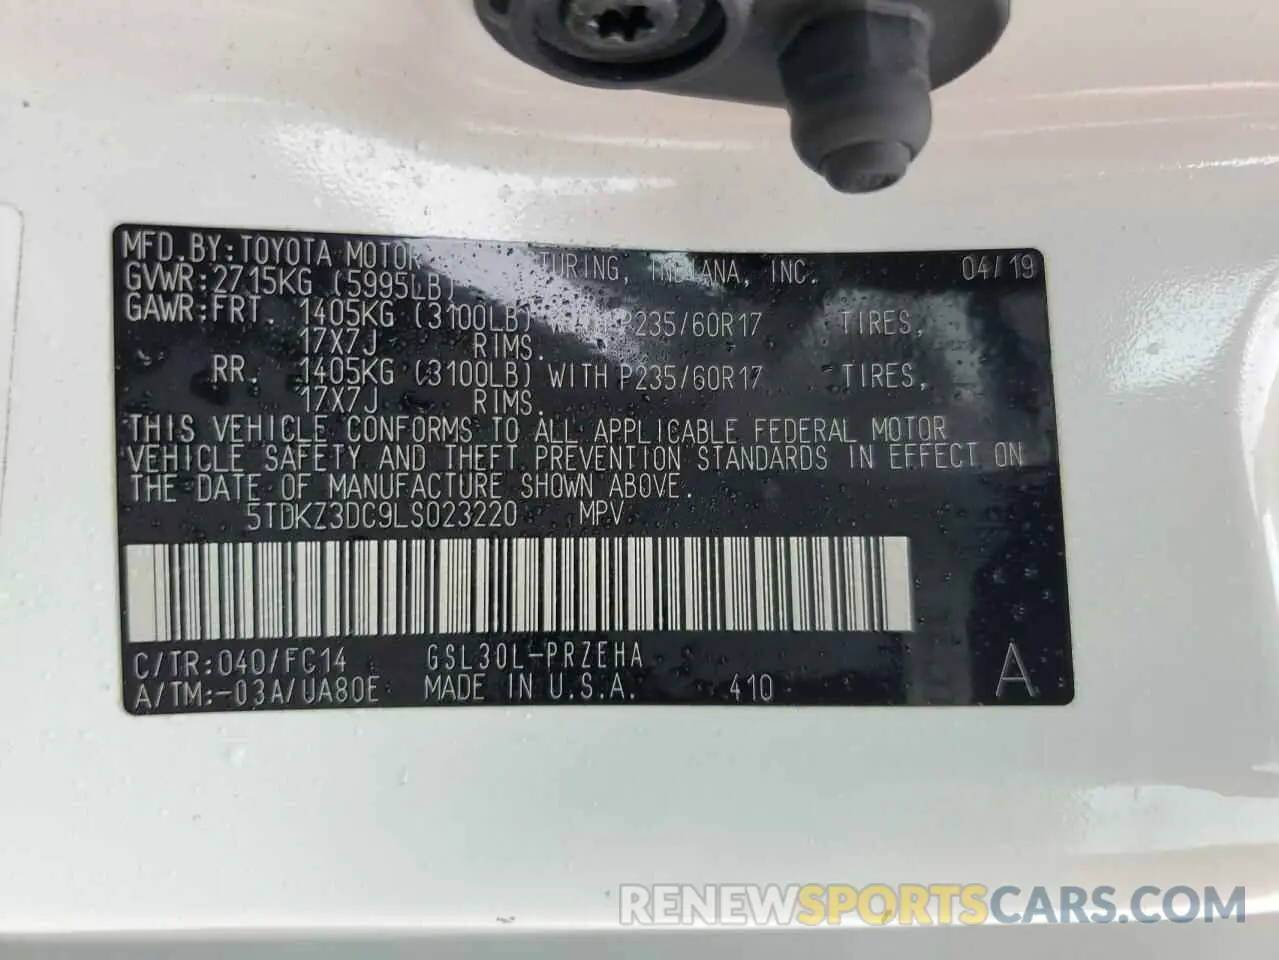 MFD.BY:TOYOTA MOTOR TURING, INC. 04/19
GVWR:2715KG (5995LB)
GAWR:FRT. 1405KG (3100LB) WITH P235/60R17 TIRES,
17X7J RIMS.
RR. 1405KG (3100LB) WITH P235/60R17 TIRES,
17X7J RIMS.
THIS VEHICLE CONFORMS TO ALL APPLICABLE FEDERAL MOTOR
VEHICLE SAFETY AND THEFT PREVENTION STANDARDS IN EFFECT ON
THE DATE OF MANUFACTURE SHOWN ABOVE.
5TDKZ3DC9LS023220 MPV
C/TR:040/FC14 GSL30L-PRZEHA
A/TM:-03A/UA80E MADE IN U.S.A. 410 A
RENEWSPORTSCARS.COM